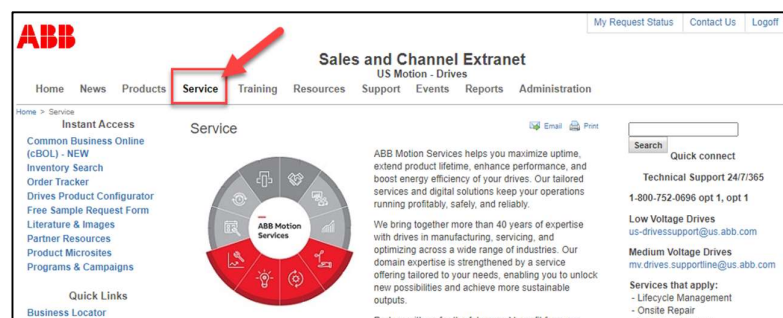 My Request Status Contact Us Logoff
ABB
Sales and Channel Extranet
US Motion - Drives
Home News Products Service Training Resources Support Events Reports Administration
Home > Service
Instant Access
Common Business Online
(cBOL) - NEW
Inventory Search
Order Tracker
Drives Product Configurator
Free Sample Request Form
Literature & Images
Partner Resources
Product Microsites
Programs & Campaigns
Quick Links
Business Locator
Service
Email Print
ABB Motion
Services
ABB Motion Services helps you maximize uptime,
extend product lifetime, enhance performance, and
boost energy efficiency of your drives. Our tailored
services and digital solutions keep your operations
running profitably, safely, and reliably.
We bring together more than 40 years of expertise
with drives in manufacturing, servicing, and
optimizing across a wide range of industries. Our
domain expertise is strengthened by a service
offering tailored to your needs, enabling you to unlock
new possibilities and achieve more sustainable
outputs.
Search
Quick connect
Technical Support 24/7/365
1-800-752-0696 opt 1, opt 1
Low Voltage Drives
us-drivessupport@us.abb.com
Medium Voltage Drives
mv.drives.supportline@us.abb.com
Services that apply:
- Lifecycle Management
- Onsite Repair